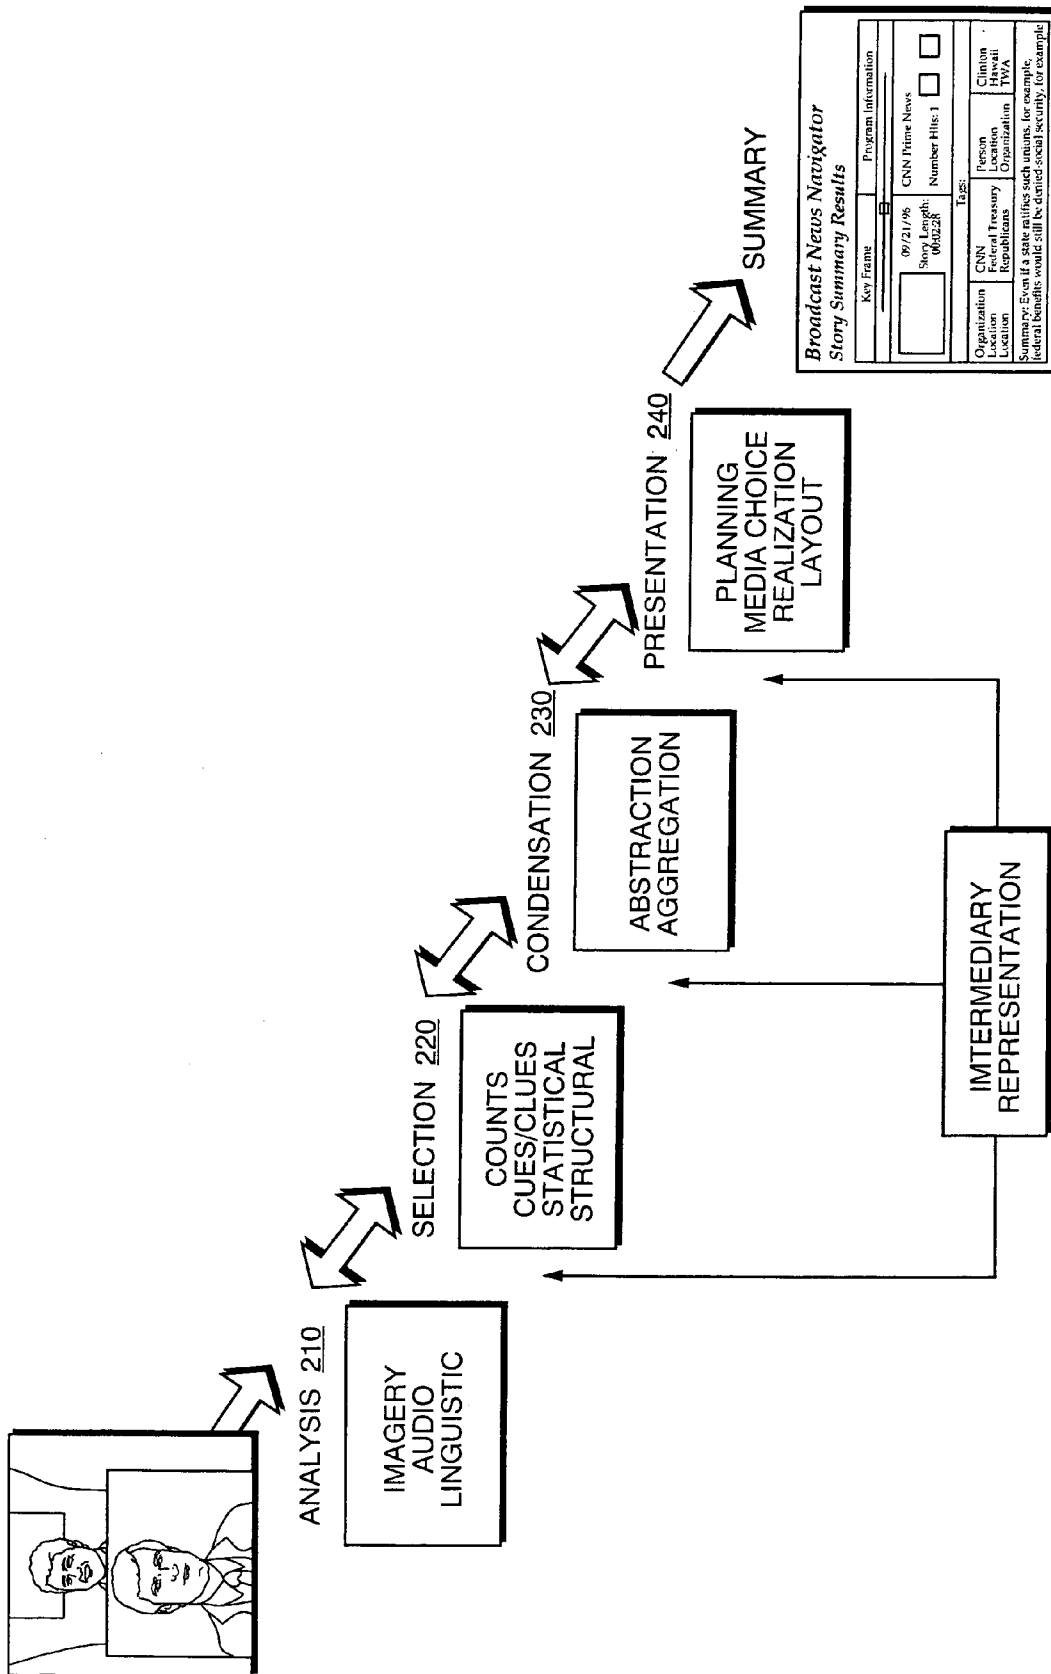 ANALYSIS 210
IMAGERY
AUDIO
LINGUISTIC
SELECTION 220
COUNTS
CUES/CLUES
STATISTICAL
STRUCTURAL
CONDENSATION 230
ABSTRACTION
AGGREGATION
PRESENTATION 240
PLANNING
MEDIA CHOICE
REALIZATION
LAYOUT
IMTERMEDIARY
REPRESENTATION
SUMMARY
Broadcast News Navigator
Story Summary Results
Key Frame Program Information
09/21/96 CNN Prime News
Story Length: Number Hits: 1
00:02:28
Tags:
Organization CNN Person Clinton
Location Federal Treasury Location Hawaii
Location Republicans Organization TWA
Summary: Even if a state ratifies such unions, for example,
federal benefits would still be denied-social security, for example